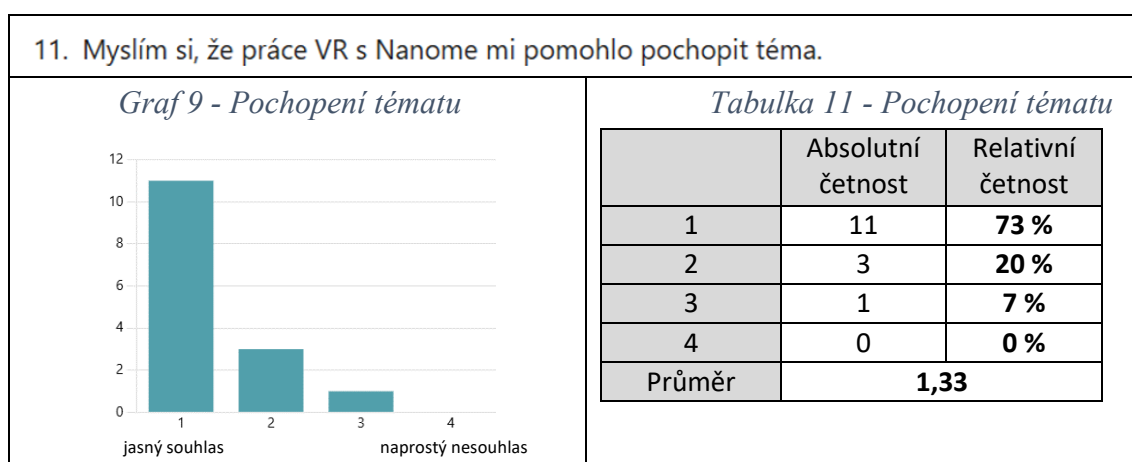 11. Myslím si, že práce VR s Nanome mi pomohlo pochopit téma.
Graf 9 - Pochopení tématu
12
10
8
6
4
2
0
1 2 3 4
jasný souhlas naprostý nesouhlas
Tabulka 11 - Pochopení tématu
Absolutní četnost Relativní četnost
1 11 73 %
2 3 20 %
3 1 7 %
4 0 0 %
Průměr 1,33